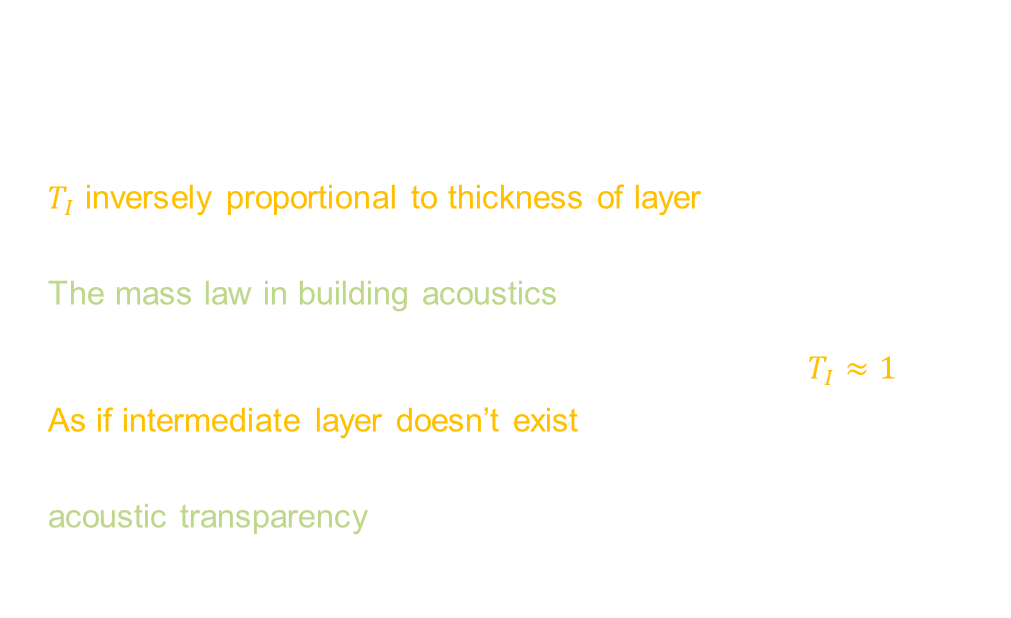 T_I inversely proportional to thickness of layer
The mass law in building acoustics
T_I ≈ 1
As if intermediate layer doesn’t exist
acoustic transparency